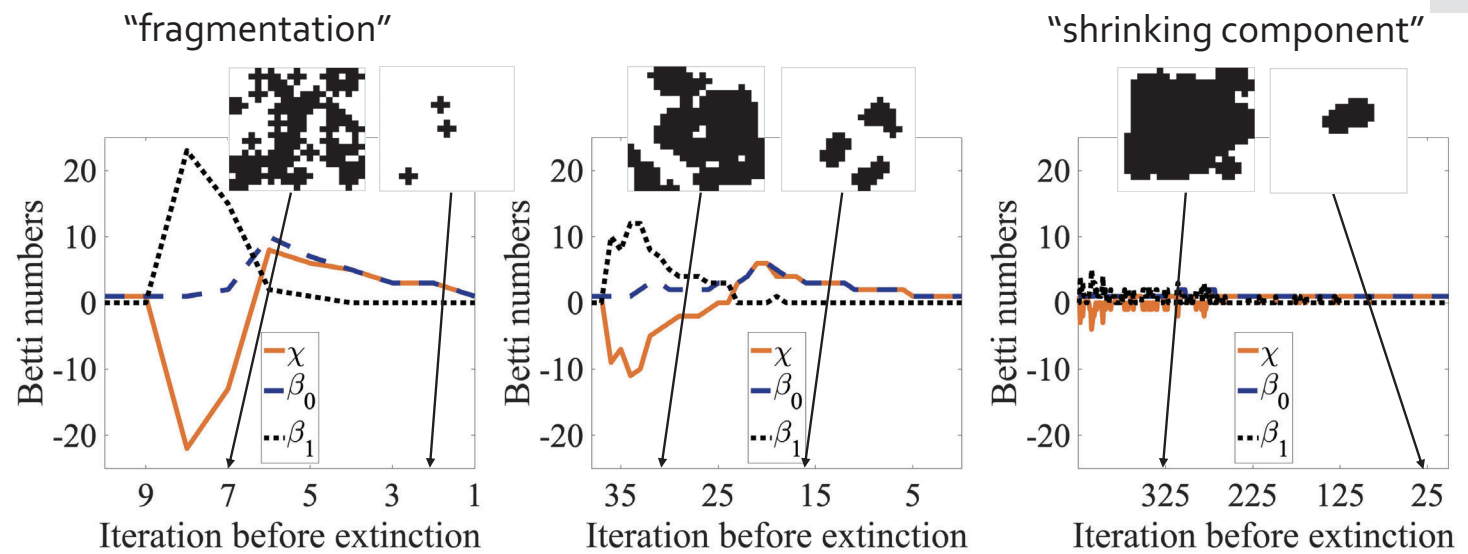 “fragmentation”
“shrinking component”
Betti numbers
20
10
0
-10
-20
χ
β0
β1
9 7 5 3 1
Iteration before extinction
Betti numbers
20
10
0
-10
-20
χ
β0
β1
35 25 15 5
Iteration before extinction
Betti numbers
20
10
0
-10
-20
χ
β0
β1
325 225 125 25
Iteration before extinction